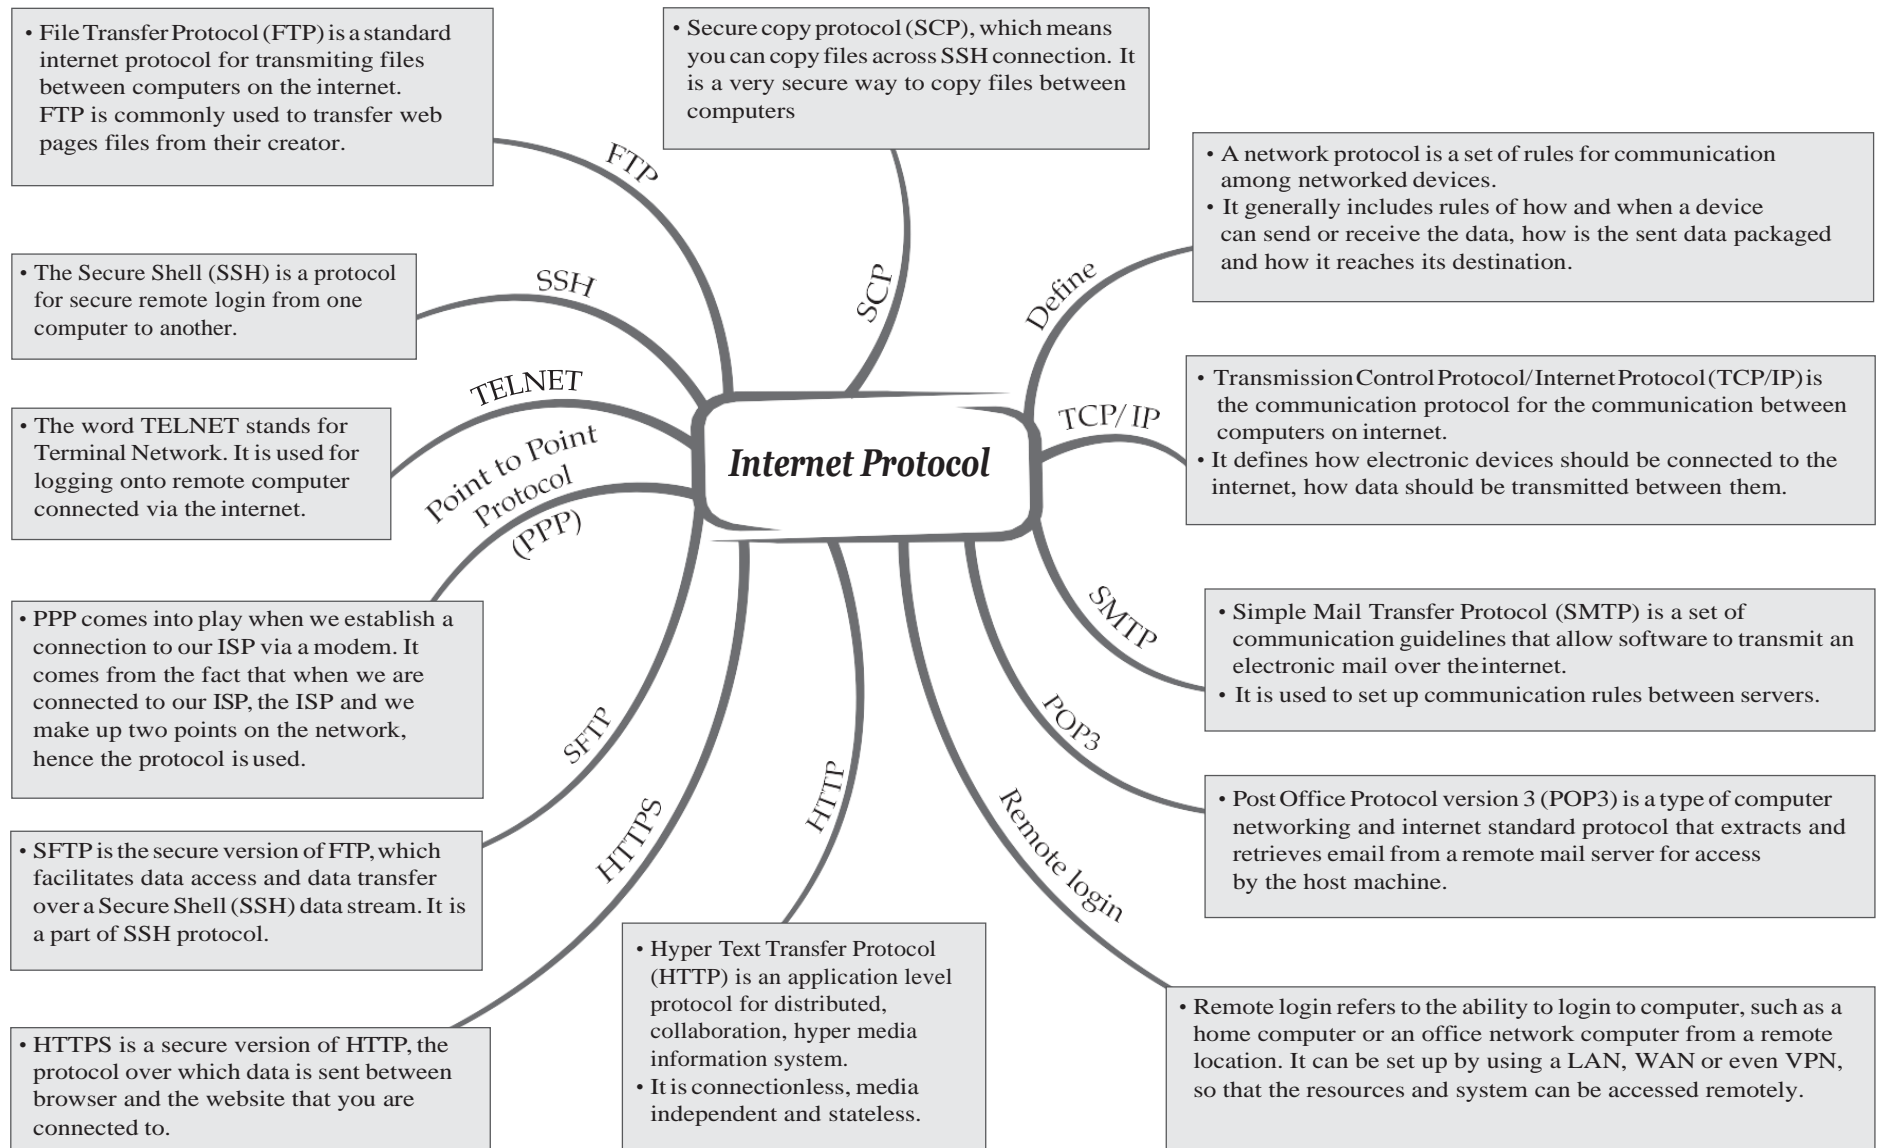 • File Transfer Protocol (FTP) is a standard
internet protocol for transmiting files
between computers on the internet.
FTP is commonly used to transfer web
pages files from their creator.
• Secure copy protocol (SCP), which means
you can copy files across SSH connection. It
is a very secure way to copy files between
computers
• A network protocol is a set of rules for communication
among networked devices.
• It generally includes rules of how and when a device
can send or receive the data, how is the sent data packaged
and how it reaches its destination.
FTP
SCP
Define
• The Secure Shell (SSH) is a protocol
for secure remote login from one
computer to another.
SSH
• Transmission Control Protocol/ Internet Protocol (TCP/IP) is
the communication protocol for the communication between
computers on internet.
• It defines how electronic devices should be connected to the
internet, how data should be transmitted between them.
TCP/ IP
TELNET
• The word TELNET stands for
Terminal Network. It is used for
logging onto remote computer
connected via the internet.
Internet Protocol
Point to Point
Protocol
(PPP)
• PPP comes into play when we establish a
connection to our ISP via a modem. It
comes from the fact that when we are
connected to our ISP, the ISP and we
make up two points on the network,
hence the protocol is used.
SMTP
• Simple Mail Transfer Protocol (SMTP) is a set of
communication guidelines that allow software to transmit an
electronic mail over the internet.
• It is used to set up communication rules between servers.
SFTP
POP3
• Post Office Protocol version 3 (POP3) is a type of computer
networking and internet standard protocol that extracts and
retrieves email from a remote mail server for access
by the host machine.
• SFTP is the secure version of FTP, which
facilitates data access and data transfer
over a Secure Shell (SSH) data stream. It is
a part of SSH protocol.
HTTPS
HTTP
Remote login
• HTTPS is a secure version of HTTP, the
protocol over which data is sent between
browser and the website that you are
connected to.
• Hyper Text Transfer Protocol
(HTTP) is an application level
protocol for distributed,
collaboration, hyper media
information system.
• It is connectionless, media
independent and stateless.
• Remote login refers to the ability to login to computer, such as a
home computer or an office network computer from a remote
location. It can be set up by using a LAN, WAN or even VPN,
so that the resources and system can be accessed remotely.